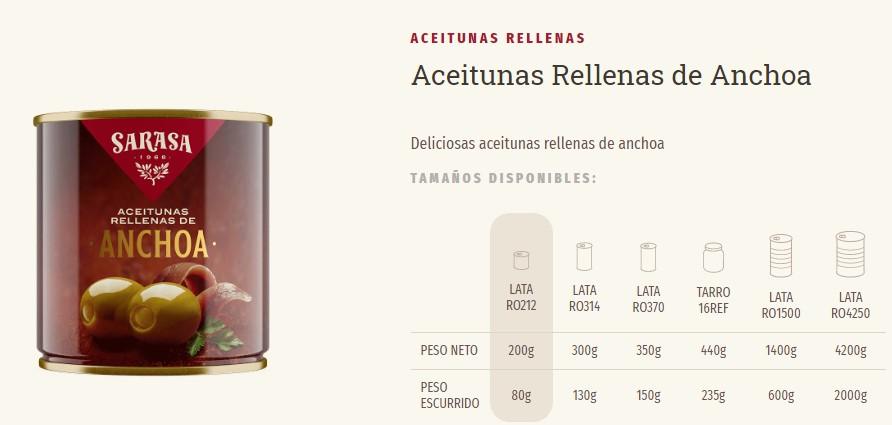 ACEITUNAS RELLENAS
Aceitunas Rellenas de Anchoa
Deliciosas aceitunas rellenas de anchoa
TAMAÑOS DISPONIBLES:
SARASA
·1968·
ACEITUNAS
RELLENAS DE
·ANCHOA·
LATA RO212 LATA RO314 LATA RO370 TARRO 16REF LATA RO1500 LATA RO4250
PESO NETO 200g 300g 350g 440g 1400g 4200g
PESO ESCURRIDO 80g 130g 150g 235g 600g 2000g